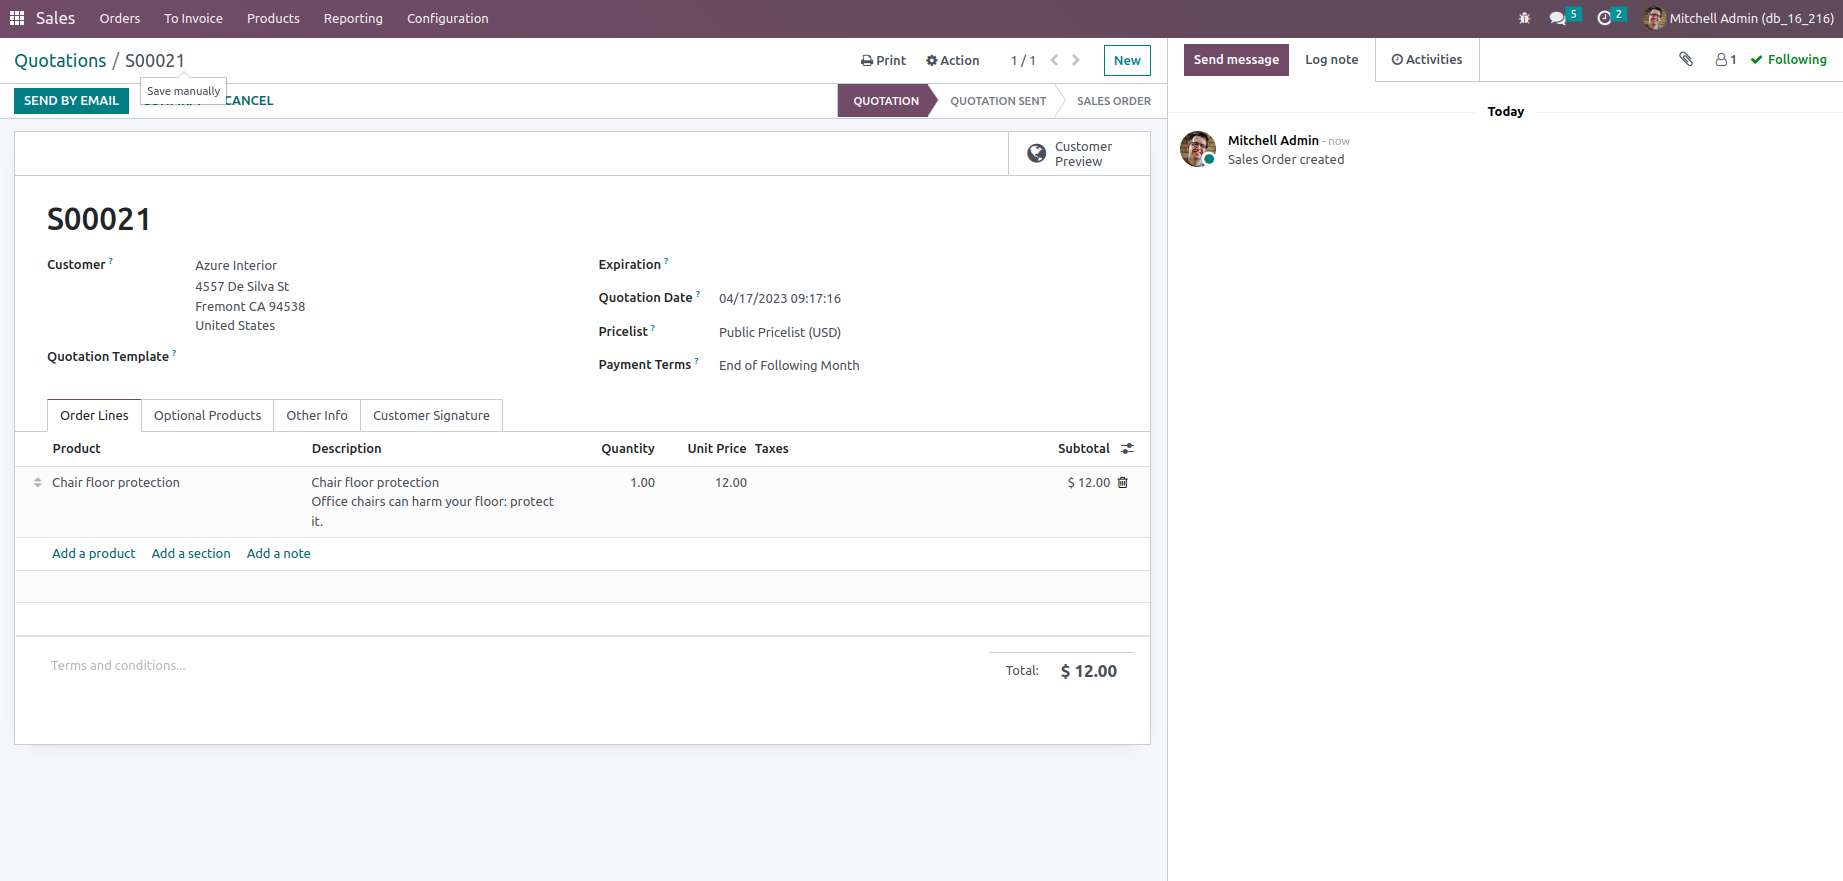 Sales Orders To Invoice Products Reporting Configuration 5 2 Mitchell Admin (db_16_216)
Quotations / S00021 Print Action 1 / 1 New
Save manually
SEND BY EMAIL CANCEL QUOTATION QUOTATION SENT SALES ORDER
Customer
Preview
S00021
Customer ?
Azure Interior
4557 De Silva St
Fremont CA 94538
United States
Quotation Template ?
Expiration ?
Quotation Date ? 04/17/2023 09:17:16
Pricelist ? Public Pricelist (USD)
Payment Terms ? End of Following Month
Order Lines Optional Products Other Info Customer Signature
Product Description Quantity Unit Price Taxes Subtotal
Chair floor protection Chair floor protection 1.00 12.00 $ 12.00
Office chairs can harm your floor: protect
it.
Add a product Add a section Add a note
Terms and conditions...
Total: $ 12.00
Send message Log note Activities 1 Following
Today
Mitchell Admin - now
Sales Order created